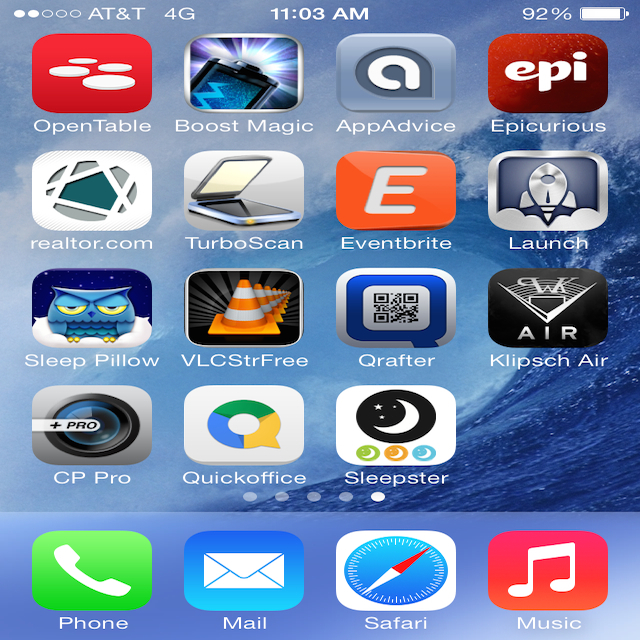 AT&T 4G 11:03 AM 92%
epi
OpenTable Boost Magic AppAdvice Epicurious
E
realtor.com TurboScan Eventbrite Launch
PWK
AIR
Sleep Pillow VLCStrFree Qrafter Klipsch Air
+ PRO
CP Pro Quickoffice Sleepster
Phone Mail Safari Music